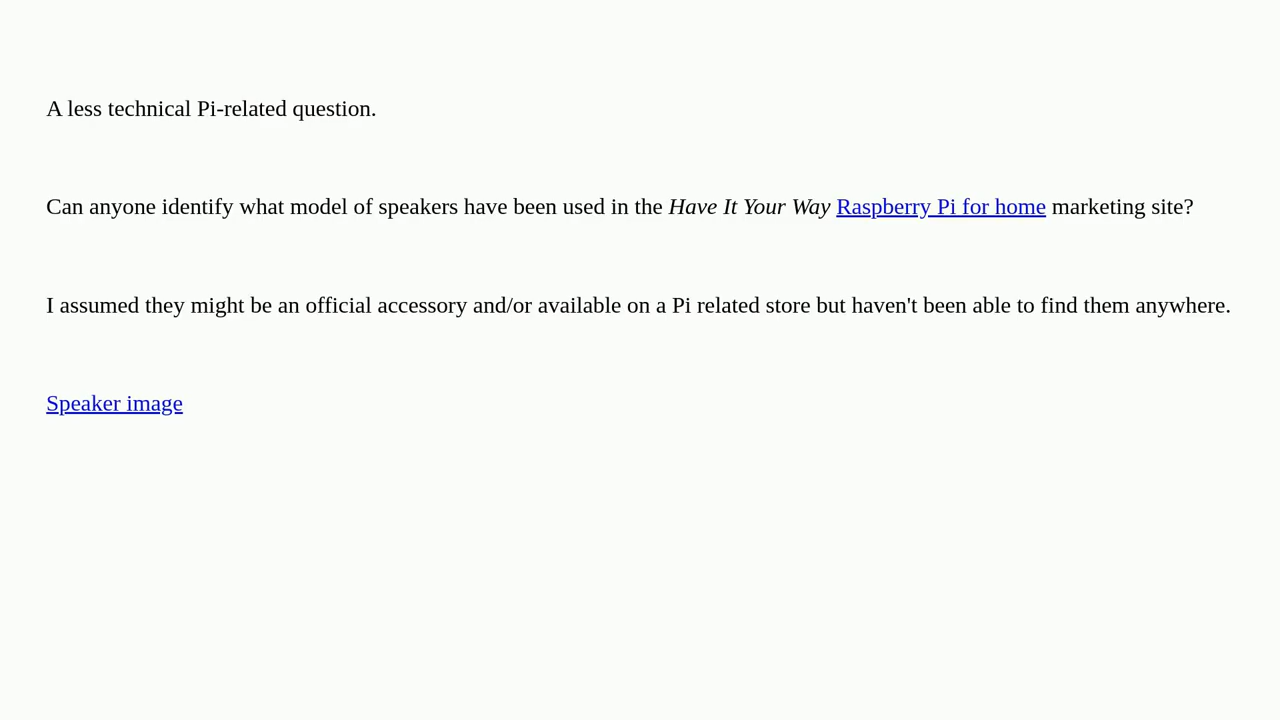 A less technical Pi-related question.
Can anyone identify what model of speakers have been used in the Have It Your Way Raspberry Pi for home marketing site?
I assumed they might be an official accessory and/or available on a Pi related store but haven't been able to find them anywhere.
Speaker image